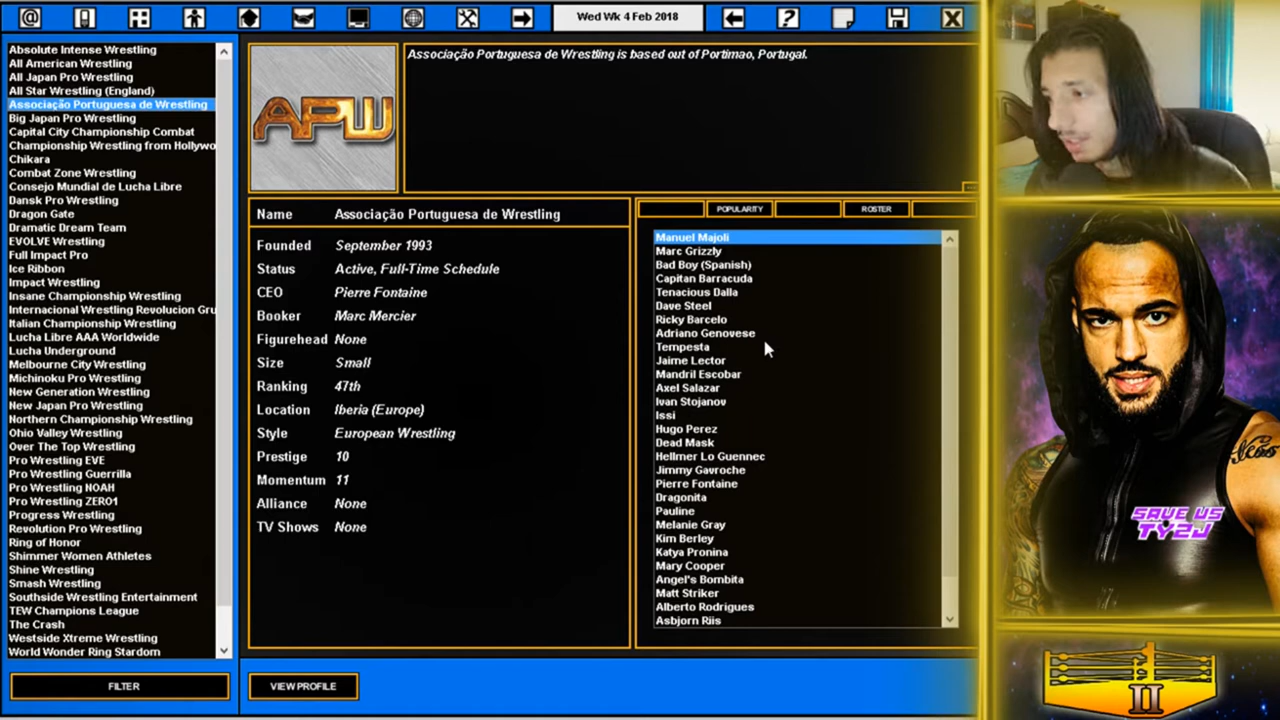 Wed Wk 4 Feb 2018
Absolute Intense Wrestling
All American Wrestling
All Japan Pro Wrestling
All Star Wrestling (England)
Associação Portuguesa de Wrestling
Big Japan Pro Wrestling
Capital City Championship Combat
Championship Wrestling from Hollywo
Chikara
Combat Zone Wrestling
Consejo Mundial de Lucha Libre
Dansk Pro Wrestling
Dragon Gate
Dramatic Dream Team
EVOLVE Wrestling
Full Impact Pro
Ice Ribbon
Impact Wrestling
Insane Championship Wrestling
Internacional Wrestling Revolucion Gru
Italian Championship Wrestling
Lucha Libre AAA Worldwide
Lucha Underground
Melbourne City Wrestling
Michinoku Pro Wrestling
New Generation Wrestling
New Japan Pro Wrestling
Northern Championship Wrestling
Ohio Valley Wrestling
Over The Top Wrestling
Pro Wrestling EVE
Pro Wrestling Guerrilla
Pro Wrestling NOAH
Pro Wrestling ZERO1
Progress Wrestling
Revolution Pro Wrestling
Ring of Honor
Shimmer Women Athletes
Shine Wrestling
Smash Wrestling
Southside Wrestling Entertainment
TEW Champions League
The Crash
Westside Xtreme Wrestling
World Wonder Ring Stardom
FILTER
APW
Associação Portuguesa de Wrestling is based out of Portimao, Portugal.
Name Associação Portuguesa de Wrestling
Founded September 1993
Status Active, Full-Time Schedule
CEO Pierre Fontaine
Booker Marc Mercier
Figurehead None
Size Small
Ranking 47th
Location Iberia (Europe)
Style European Wrestling
Prestige 10
Momentum 11
Alliance None
TV Shows None
VIEW PROFILE
POPULARITY ROSTER
Manuel Majoli
Marc Grizzly
Bad Boy (Spanish)
Capitan Barracuda
Tenacious Dalla
Dave Steel
Ricky Barcelo
Adriano Genovese
Tempesta
Jaime Lector
Mandril Escobar
Axel Salazar
Ivan Stojanov
Issi
Hugo Perez
Dead Mask
Hellmer Lo Guennec
Jimmy Gavroche
Pierre Fontaine
Dragonita
Pauline
Melanie Gray
Kim Berley
Katya Pronina
Mary Cooper
Angel's Bombita
Matt Striker
Alberto Rodrigues
Asbjorn Riis
SAVE US
TY2J
II